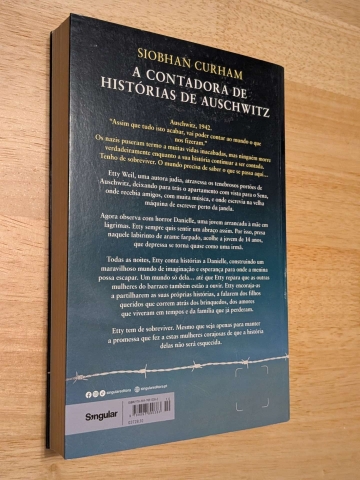 SIOBHAN CURHAM
A CONTADORA DE
HISTÓRIAS DE AUSCHWITZ
Auschwitz, 1942.
"Assim que tudo isto acabar, vai poder contar ao mundo o que
nos fizeram."
Os nazis puseram termo a muitas vidas inacabadas, mas ninguém morre
verdadeiramente enquanto a sua história continuar a ser contada.
Tenho de sobreviver. O mundo precisa de saber o que se passa aqui...
Etty Weil, uma autora judia, atravessa os tenebrosos portões de
Auschwitz, deixando para trás o apartamento com vista para o Sena,
onde recebia amigos, com muita música, e onde escrevia na velha
máquina de escrever perto da janela.
Agora observa com horror Danielle, uma jovem arrancada à mãe em
lágrimas. Etty sempre quis sentir um abraço assim. Por isso, presa
naquele labirinto de arame farpado, acolhe a jovem de 14 anos,
que depressa se torna quase como uma irmã.
Todas as noites, Etty conta histórias a Danielle, construindo um
maravilhoso mundo de imaginação e esperança para onde a menina
possa escapar. Um mundo só dela... até que Etty repara que as outras
mulheres do barraco também estão a ouvir. Etty encoraja-as
a partilharem as suas próprias histórias, a falarem dos filhos
queridos que correm atrás dos brinquedos, dos amores
que viveram em tempos e da família que já perderam.
Etty tem de sobreviver. Mesmo que seja apenas para manter
a promessa que fez a estas mulheres corajosas de que a história
delas não será esquecida.
Singular